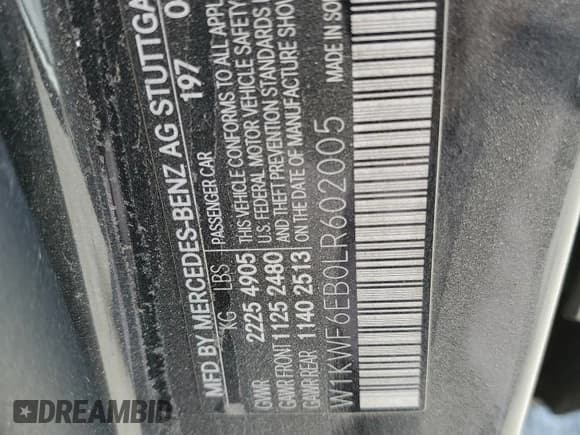 MFD BY MERCEDES-BENZ AG STUTTGA
197 0
KG LBS PASSENGER CAR
GVWR 2225 4905 THIS VEHICLE CONFORMS TO ALL APPL
GAWR FRONT 1125 2480 U.S. FEDERAL MOTOR VEHICLE SAFETY
GAWR REAR 1140 2513 AND THEFT PREVENTION STANDARDS
ON THE DATE OF MANUFACTURE SHOW
W1KWF6EB0LR602005 MADE IN SO
DREAMBID